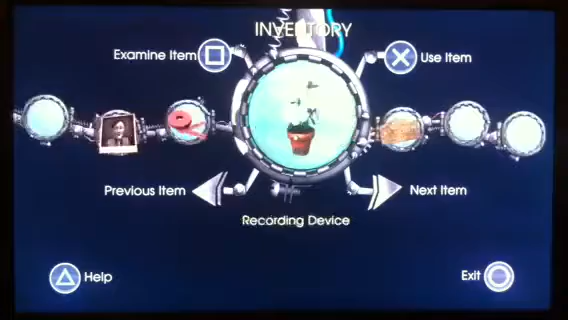 INVENTORY
Examine Item
Use Item
Previous Item
Next Item
Recording Device
Help
Exit